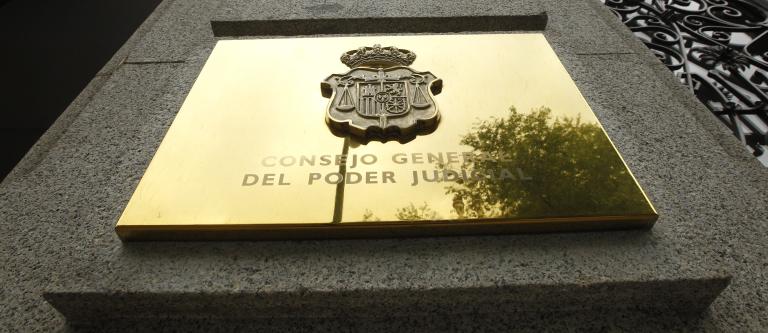 CONSEJO GENERAL
DEL PODER JUDICIAL